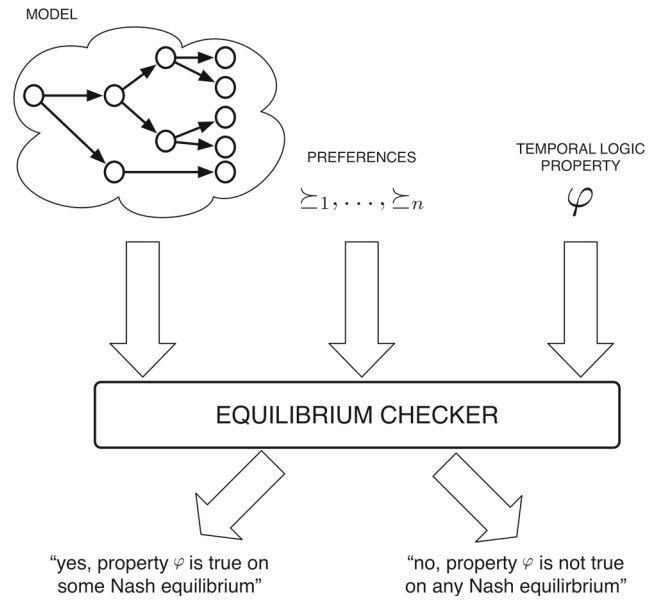 MODEL
PREFERENCES
⪰1, . . . , ⪰n
TEMPORAL LOGIC
PROPERTY
φ
EQUILIBRIUM CHECKER
“yes, property φ is true on
some Nash equilibrium”
“no, property φ is not true
on any Nash equilirbrium”